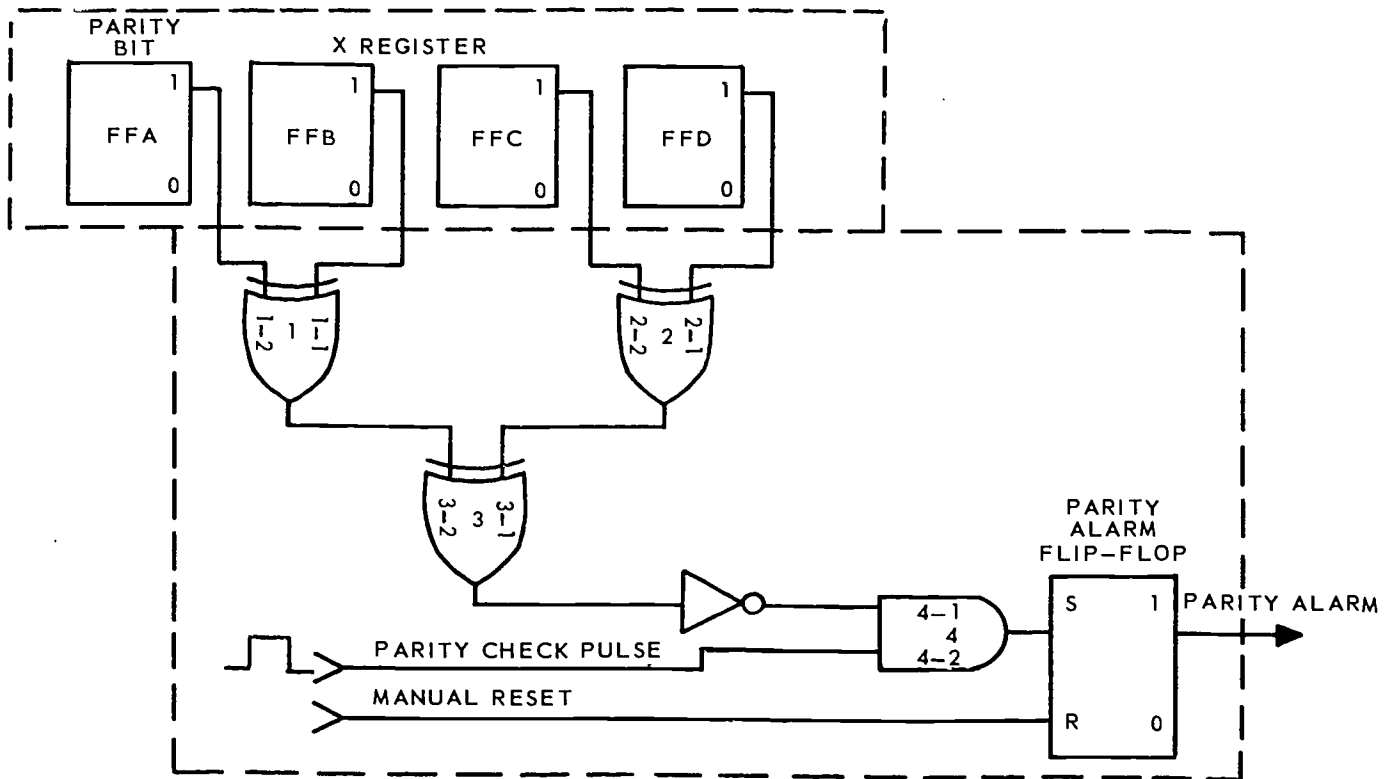 PARITY
BIT
X REGISTER
1
FFA
0
1
FFB
0
1
FFC
0
1
FFD
0
1-2 1 1-1
2-2 2 2-1
3-2 3 3-1
PARITY
ALARM
FLIP-FLOP
4-1
4
4-2
S 1
R 0
PARITY ALARM
PARITY CHECK PULSE
MANUAL RESET